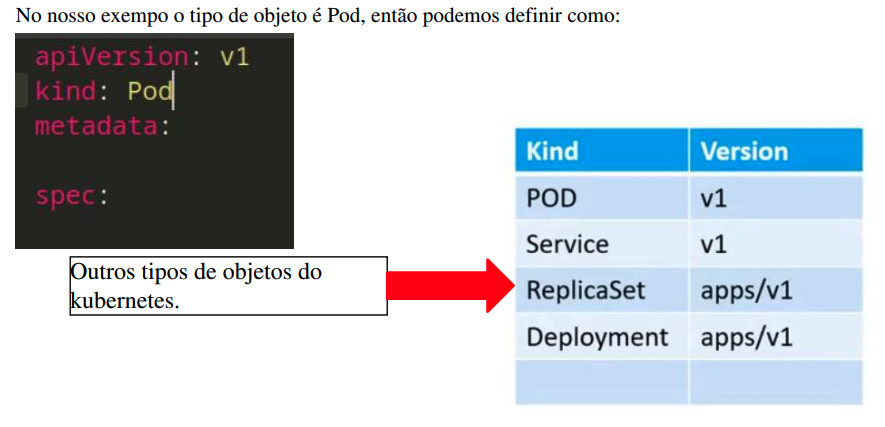 No nosso exempo o tipo de objeto é Pod, então podemos definir como:
apiVersion: v1
kind: Pod
metadata:
spec:
Outros tipos de objetos do
kubernetes.
Kind Version
POD v1
Service v1
ReplicaSet apps/v1
Deployment apps/v1